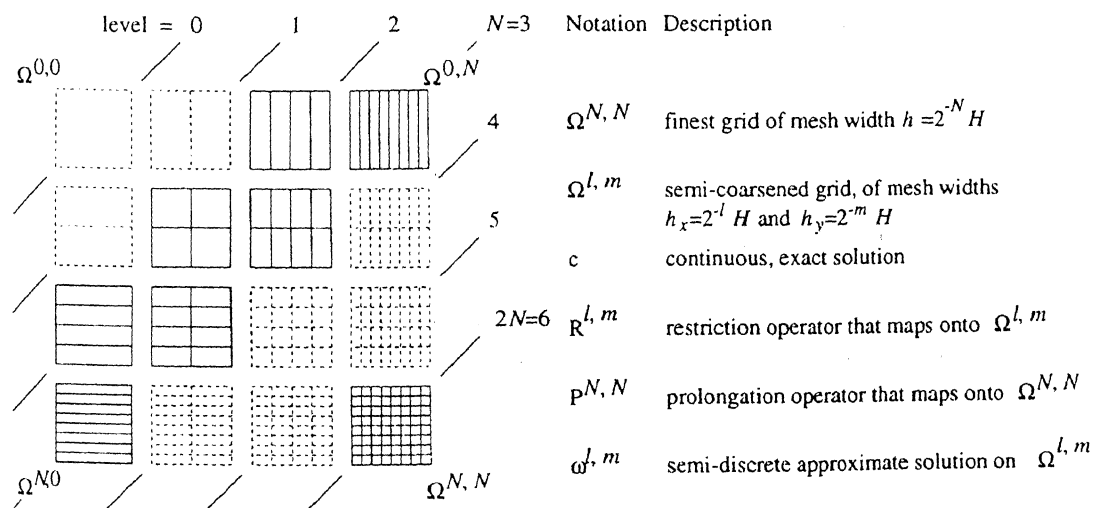 level = 0 1 2 N=3 Notation Description
Ω^{0,0} Ω^{0,N}
4 Ω^{N, N} finest grid of mesh width h =2^{-N} H
Ω^{l, m} semi-coarsened grid, of mesh widths
5 h_x=2^{-l} H and h_y=2^{-m} H
c continuous, exact solution
2N=6 R^{l, m} restriction operator that maps onto Ω^{l, m}
P^{N, N} prolongation operator that maps onto Ω^{N, N}
ω^{l, m} semi-discrete approximate solution on Ω^{l, m}
Ω^{N,0} Ω^{N, N}